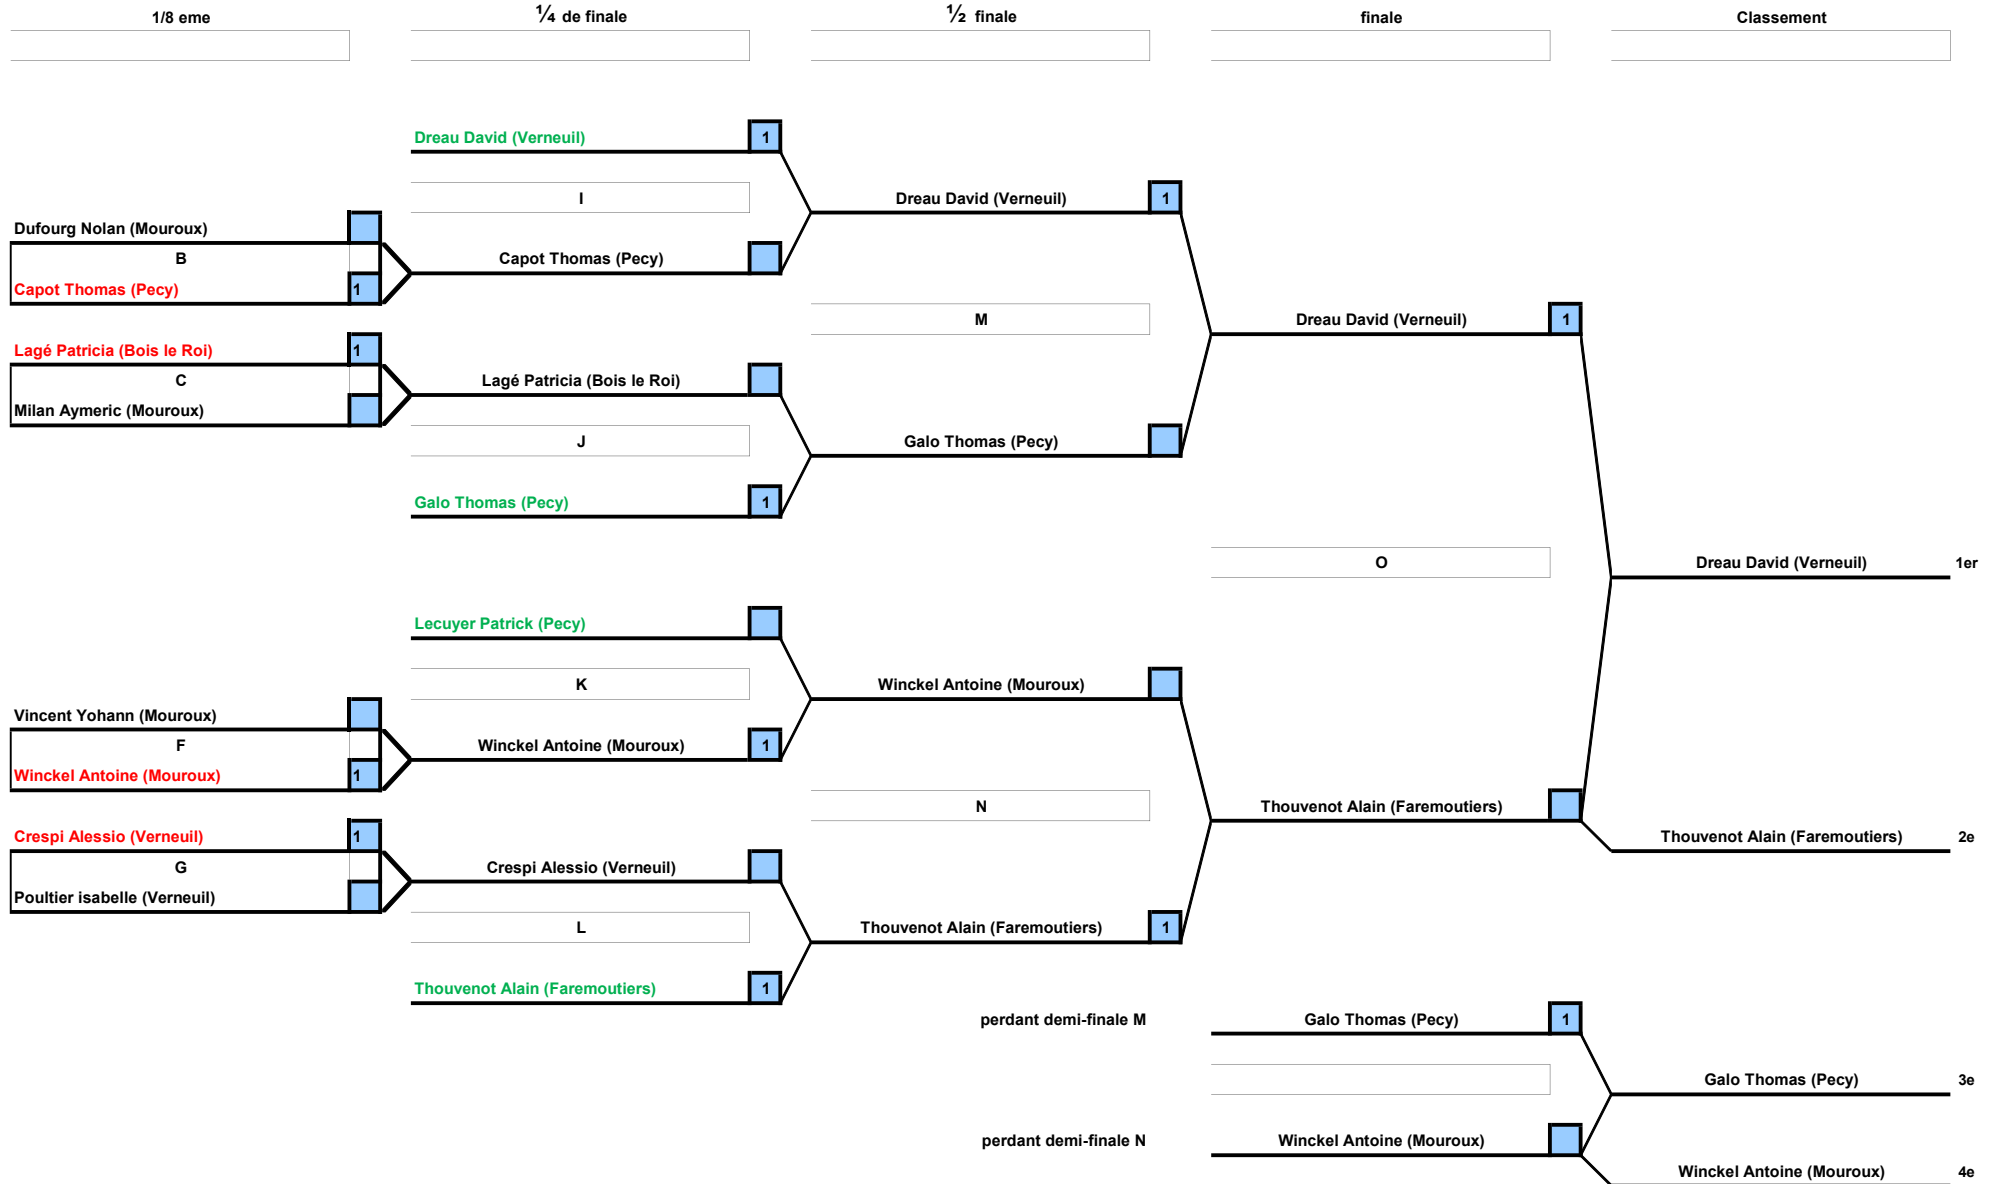 1/8 eme
¼ de finale
½ finale
finale
Classement
Dreau David (Verneuil) 1
I
Dreau David (Verneuil) 1
Dufourg Nolan (Mouroux)
B
Capot Thomas (Pecy)
Capot Thomas (Pecy) 1
M
Dreau David (Verneuil) 1
Lagé Patricia (Bois le Roi) 1
C
Lagé Patricia (Bois le Roi)
Milan Aymeric (Mouroux)
J
Galo Thomas (Pecy)
Galo Thomas (Pecy) 1
O
Dreau David (Verneuil) 1er
Lecuyer Patrick (Pecy)
K
Winckel Antoine (Mouroux)
Vincent Yohann (Mouroux)
F
Winckel Antoine (Mouroux) 1
Winckel Antoine (Mouroux) 1
N
Thouvenot Alain (Faremoutiers)
Crespi Alessio (Verneuil) 1
Thouvenot Alain (Faremoutiers) 2e
G
Crespi Alessio (Verneuil)
Poultier isabelle (Verneuil)
L
Thouvenot Alain (Faremoutiers) 1
Thouvenot Alain (Faremoutiers) 1
perdant demi-finale M
Galo Thomas (Pecy) 1
Galo Thomas (Pecy) 3e
perdant demi-finale N
Winckel Antoine (Mouroux)
Winckel Antoine (Mouroux) 4e